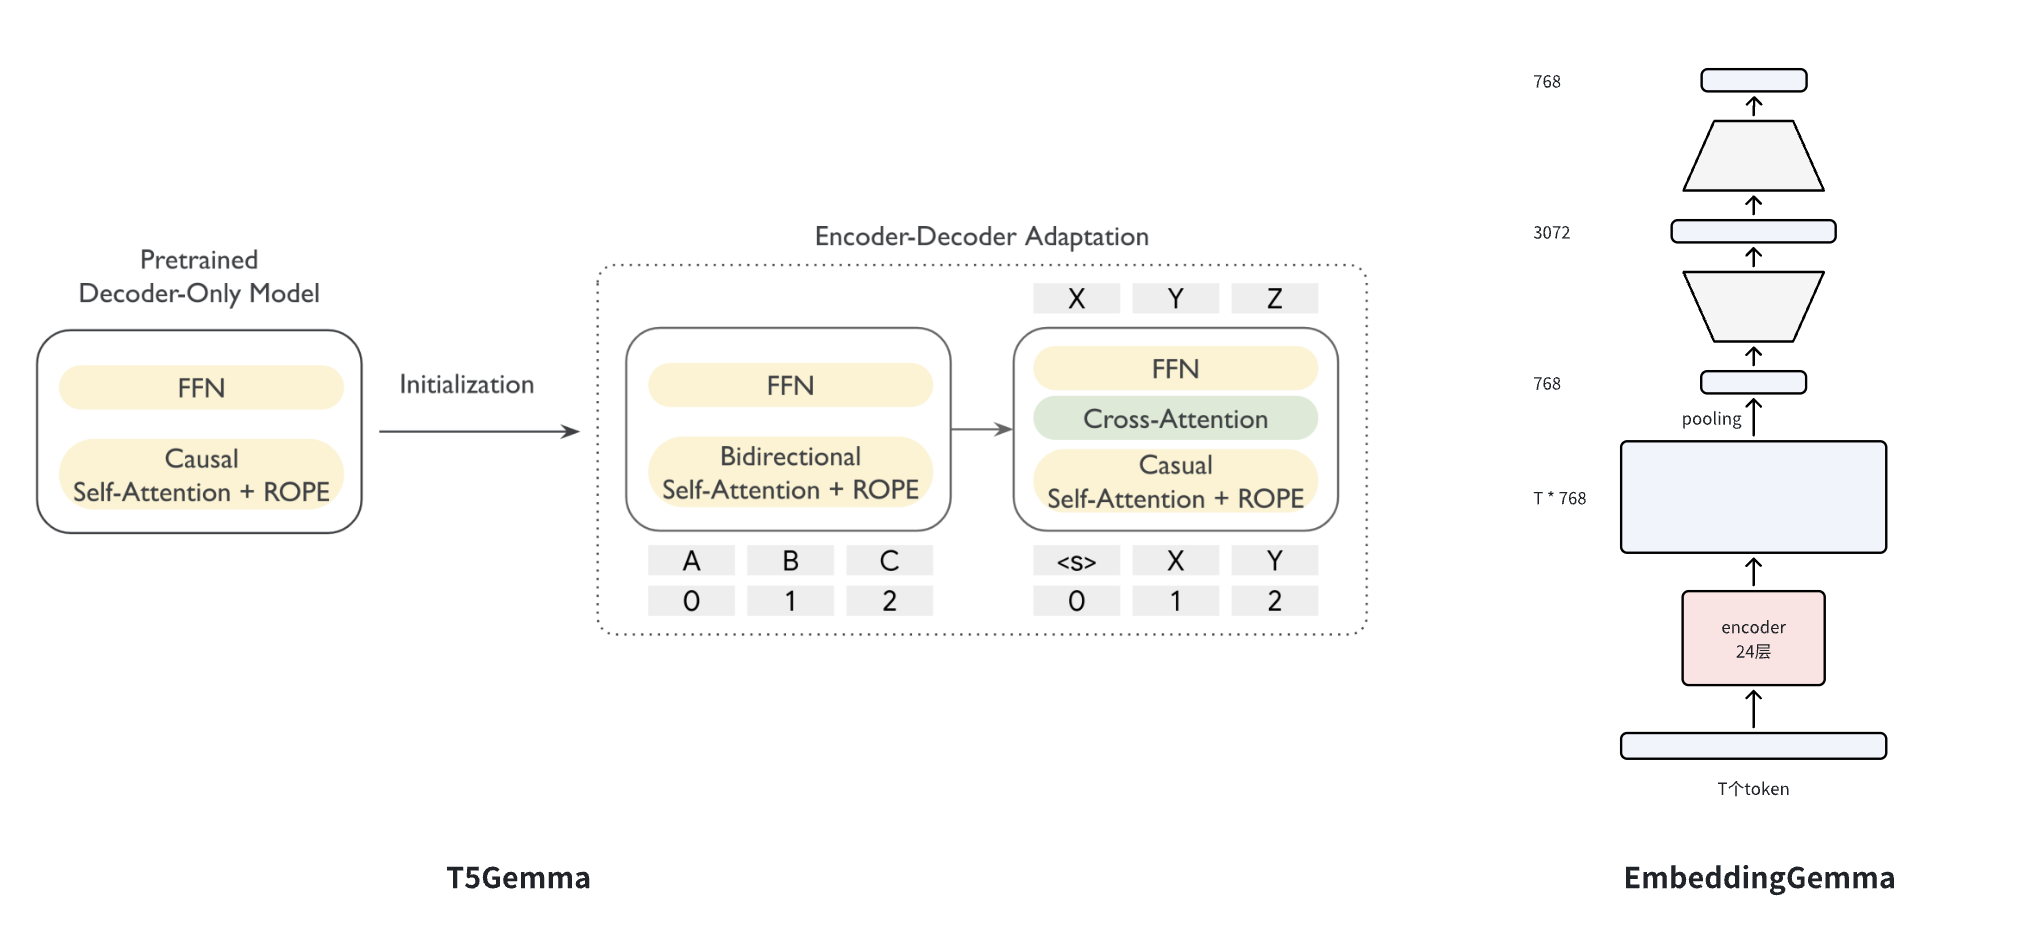 Pretrained
Decoder-Only Model
FFN
Causal
Self-Attention + ROPE
Initialization
Encoder-Decoder Adaptation
FFN
Bidirectional
Self-Attention + ROPE
A B C
0 1 2
X Y Z
FFN
Cross-Attention
Casual
Self-Attention + ROPE
<s> X Y
0 1 2
T5Gemma
768
3072
768
pooling
T * 768
encoder
24层
T个token
EmbeddingGemma